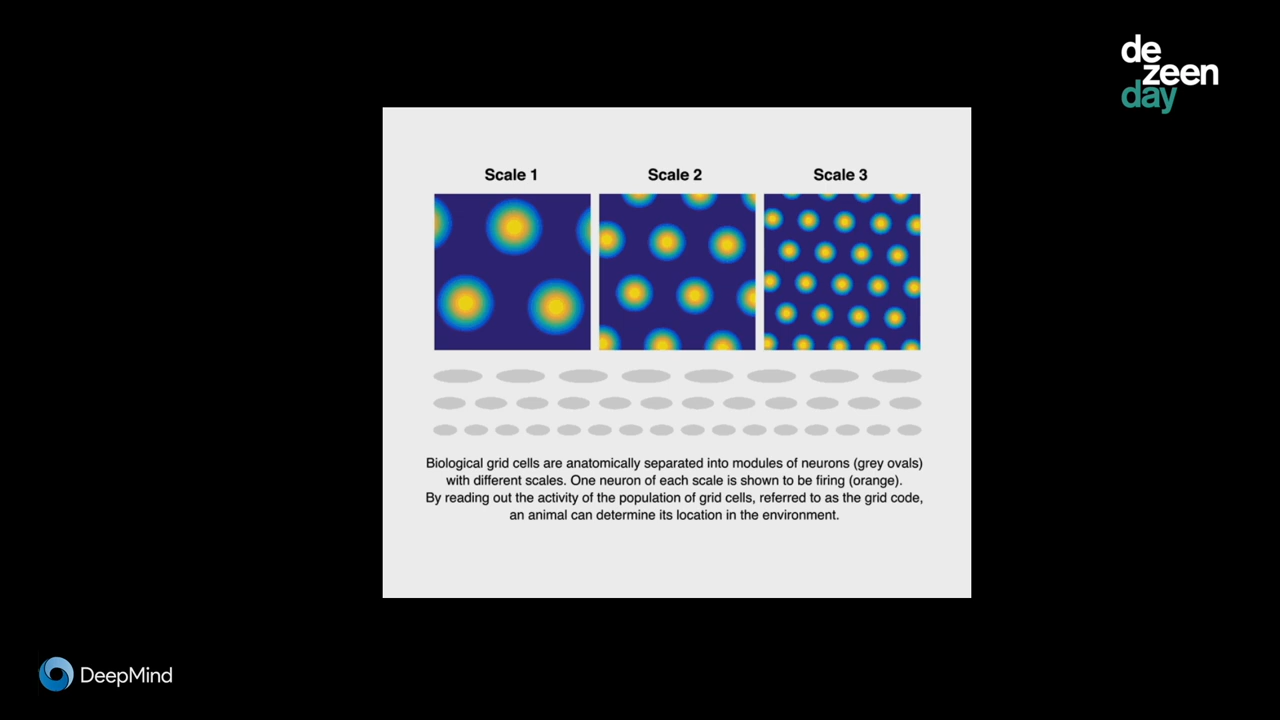 de
zeen
day
Scale 1
Scale 2
Scale 3
Biological grid cells are anatomically separated into modules of neurons (grey ovals)
with different scales. One neuron of each scale is shown to be firing (orange).
By reading out the activity of the population of grid cells, referred to as the grid code,
an animal can determine its location in the environment.
DeepMind